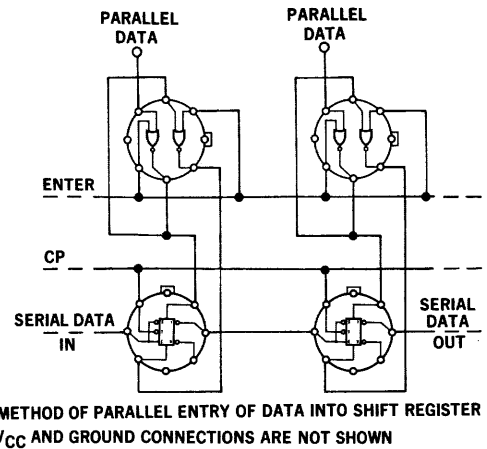 PARALLEL
DATA
PARALLEL
DATA
ENTER
CP
SERIAL DATA
IN
SERIAL
DATA
OUT
METHOD OF PARALLEL ENTRY OF DATA INTO SHIFT REGISTER
VCC AND GROUND CONNECTIONS ARE NOT SHOWN